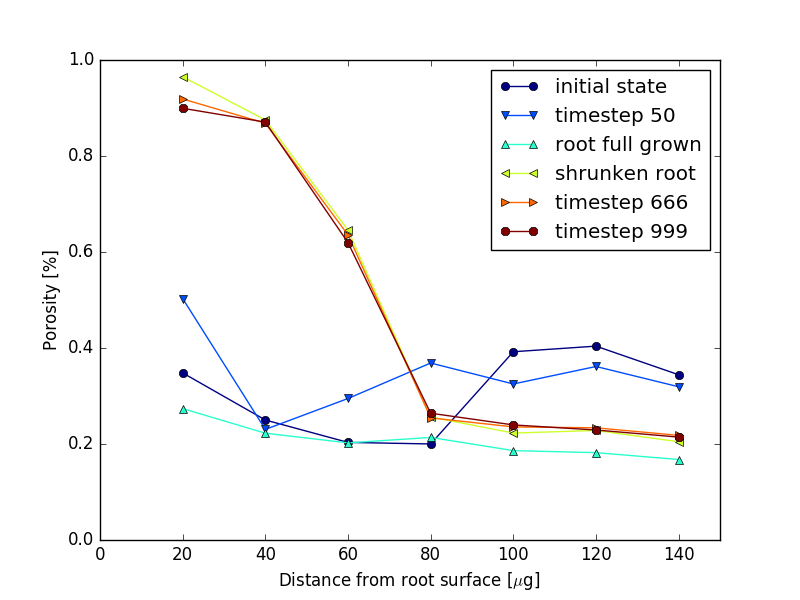 1.0
0.8
0.6
0.4
0.2
0.0
Porosity [%]
initial state
timestep 50
root full grown
shrunken root
timestep 666
timestep 999
0 20 40 60 80 100 120 140
Distance from root surface [μg]